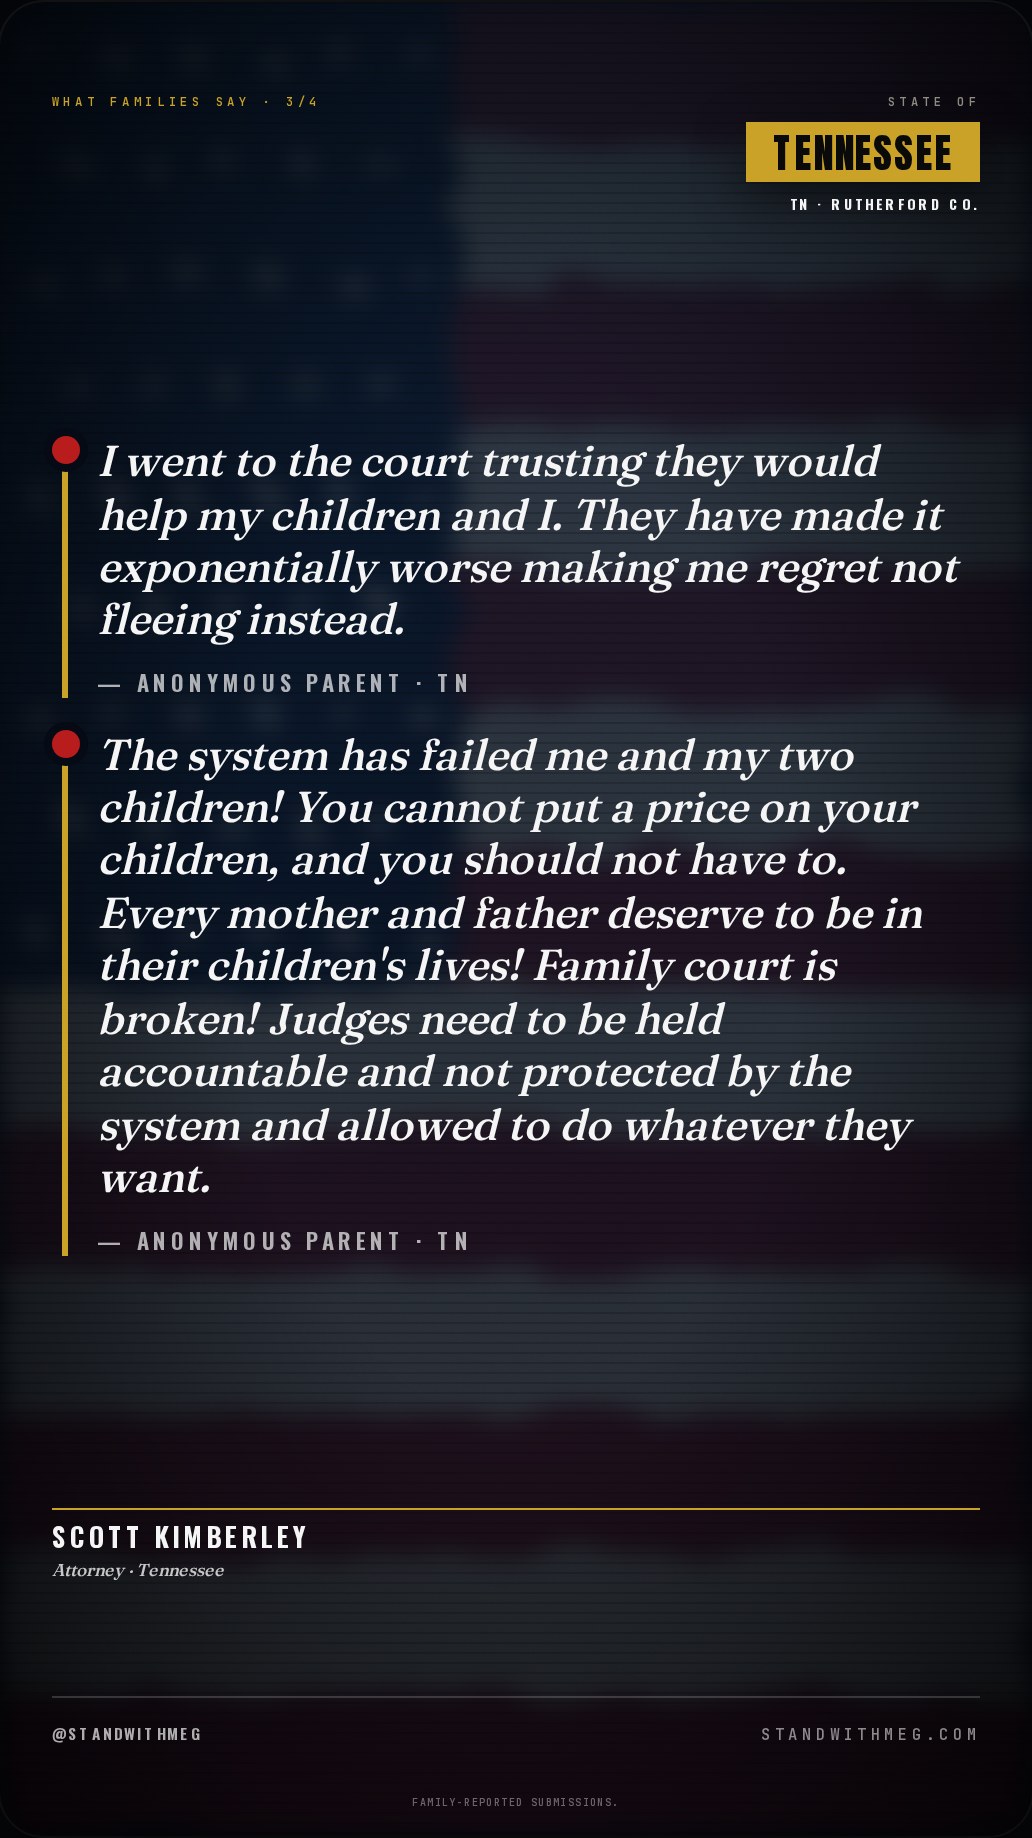 WHAT FAMILIES SAY · 3/4
STATE OF
TENNESSEE
TN · RUTHERFORD CO.
I went to the court trusting they would
help my children and I. They have made it
exponentially worse making me regret not
fleeing instead.
— ANONYMOUS PARENT · TN
The system has failed me and my two
children! You cannot put a price on your
children, and you should not have to.
Every mother and father deserve to be in
their children's lives! Family court is
broken! Judges need to be held
accountable and not protected by the
system and allowed to do whatever they
want.
— ANONYMOUS PARENT · TN
SCOTT KIMBERLEY
Attorney · Tennessee
@STANDWITHMEG
STANDWITHMEG.COM
FAMILY-REPORTED SUBMISSIONS.